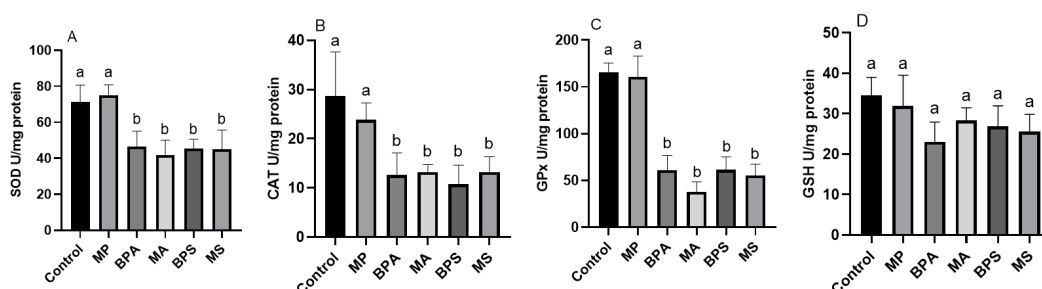 A
SOD U/mg protein
100
80
60
40
20
0
a
a
b
b
b
b
Control
MP
BPA
MA
BPS
MS
B
CAT U/mg protein
40
30
20
10
0
a
a
b
b
b
b
Control
MP
BPA
MA
BPS
MS
C
GPx U/mg protein
200
150
100
50
0
a
a
b
b
b
b
Control
MP
BPA
MA
BPS
MS
D
GSH U/mg protein
50
40
30
20
10
0
a
a
a
a
a
a
Control
MP
BPA
MA
BPS
MS